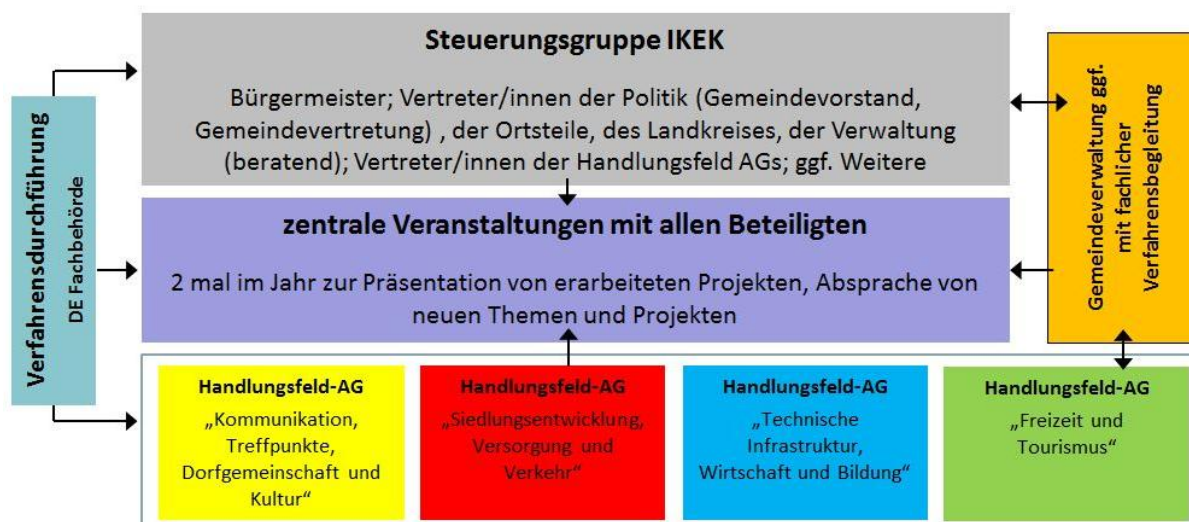 Verfahrensdurchführung
DE Fachbehörde
Steuerungsgruppe IKEK
Bürgermeister; Vertreter/innen der Politik (Gemeindevorstand,
Gemeindevertretung) , der Ortsteile, des Landkreises, der Verwaltung
(beratend); Vertreter/innen der Handlungsfeld AGs; ggf. Weitere
zentrale Veranstaltungen mit allen Beteiligten
2 mal im Jahr zur Präsentation von erarbeiteten Projekten, Absprache von
neuen Themen und Projekten
Gemeindeverwaltung ggf.
mit fachlicher
Verfahrensbegleitung
Handlungsfeld-AG
„Kommunikation,
Treffpunkte,
Dorfgemeinschaft und
Kultur“
Handlungsfeld-AG
„Siedlungsentwicklung,
Versorgung und
Verkehr“
Handlungsfeld-AG
„Technische
Infrastruktur,
Wirtschaft und Bildung“
Handlungsfeld-AG
„Freizeit und
Tourismus“